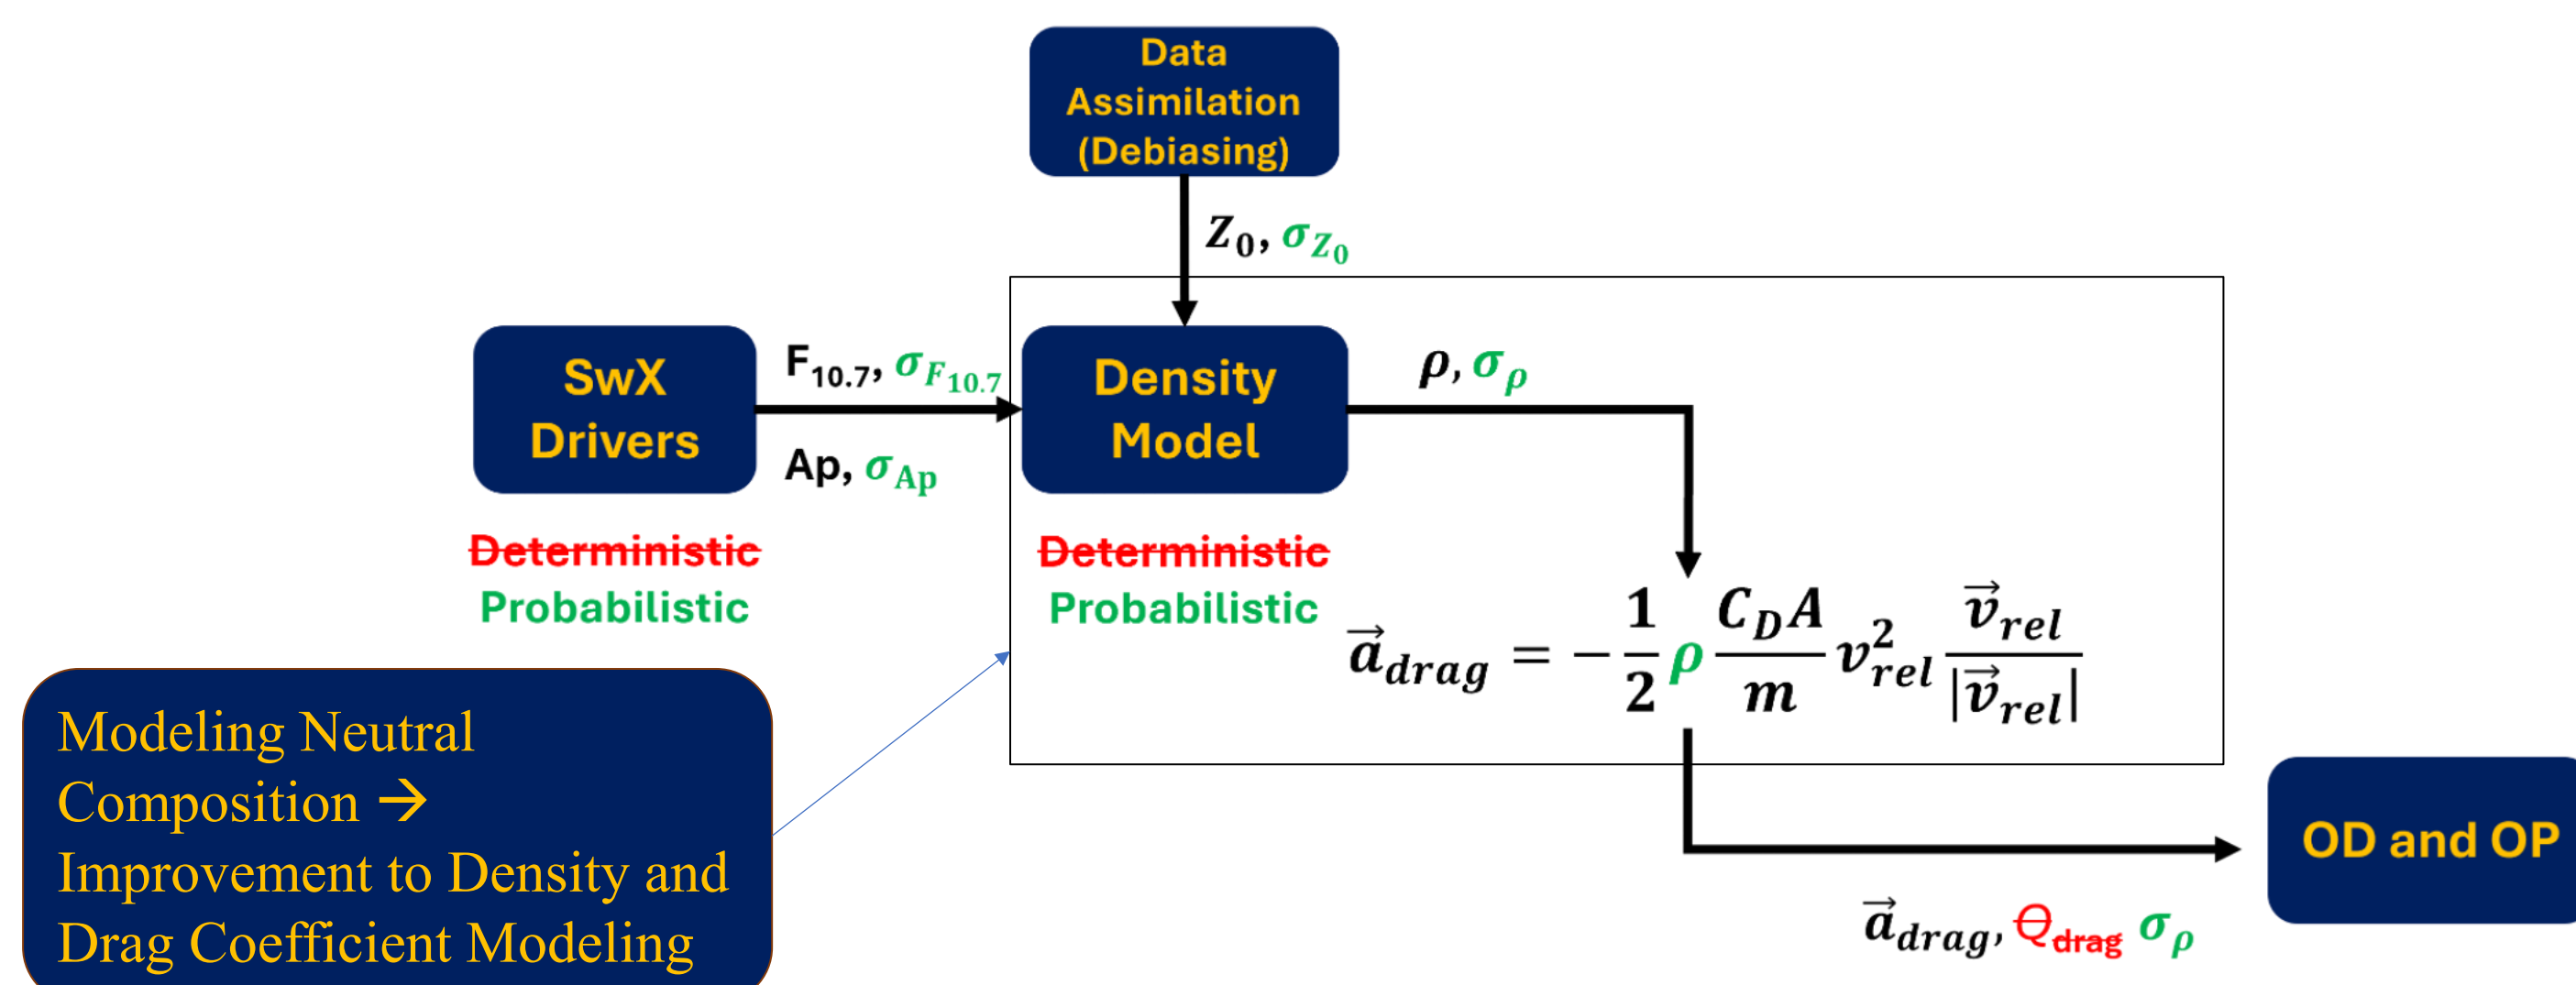 Data
Assimilation
(Debiasing)
Z₀, σ_Z₀
SwX
Drivers
F₁₀.₇, σ_F₁₀.₇
Ap, σ_Ap
Density
Model
ρ, σ_ρ
Deterministic
Probabilistic
Deterministic
Probabilistic
a⃗_drag = − 1/2 ρ C_D A/m v²_rel v⃗_rel/|v⃗_rel|
Modeling Neutral
Composition →
Improvement to Density and
Drag Coefficient Modeling
OD and OP
a⃗_drag, Q_drag σ_ρ